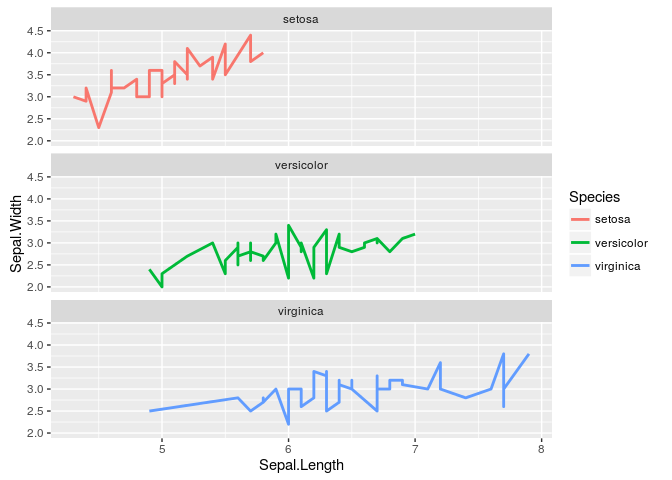 setosa
4.5
4.0
3.5
3.0
2.5
2.0
versicolor
4.5
4.0
3.5
3.0
2.5
2.0
virginica
4.5
4.0
3.5
3.0
2.5
2.0
5 6 7 8
Sepal.Length
Sepal.Width
Species
setosa
versicolor
virginica